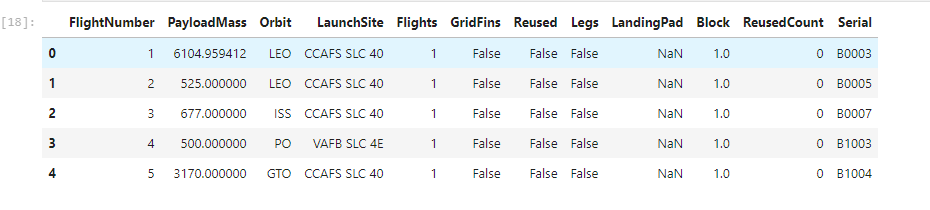 [18]: FlightNumber PayloadMass Orbit LaunchSite Flights GridFins Reused Legs LandingPad Block ReusedCount Serial
0 1 6104.959412 LEO CCAFS SLC 40 1 False False False NaN 1.0 0 B0003
1 2 525.000000 LEO CCAFS SLC 40 1 False False False NaN 1.0 0 B0005
2 3 677.000000 ISS CCAFS SLC 40 1 False False False NaN 1.0 0 B0007
3 4 500.000000 PO VAFB SLC 4E 1 False False False NaN 1.0 0 B1003
4 5 3170.000000 GTO CCAFS SLC 40 1 False False False NaN 1.0 0 B1004